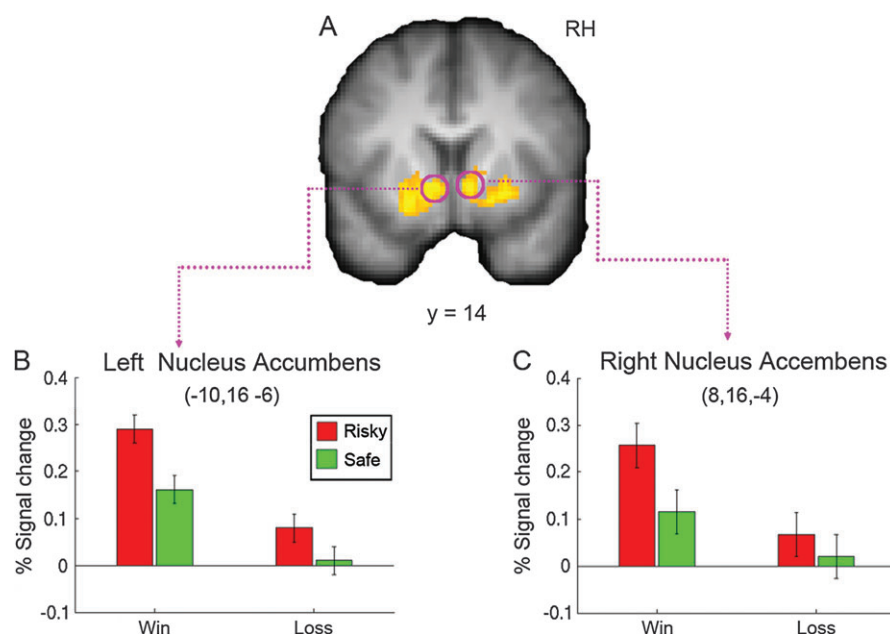 A
RH
y = 14
B
Left Nucleus Accumbens
(-10,16 -6)
% Signal change
0.4
0.3
0.2
0.1
0
-0.1
Risky
Safe
Win
Loss
C
Right Nucleus Accembens
(8,16,-4)
% Signal change
0.4
0.3
0.2
0.1
0
-0.1
Win
Loss